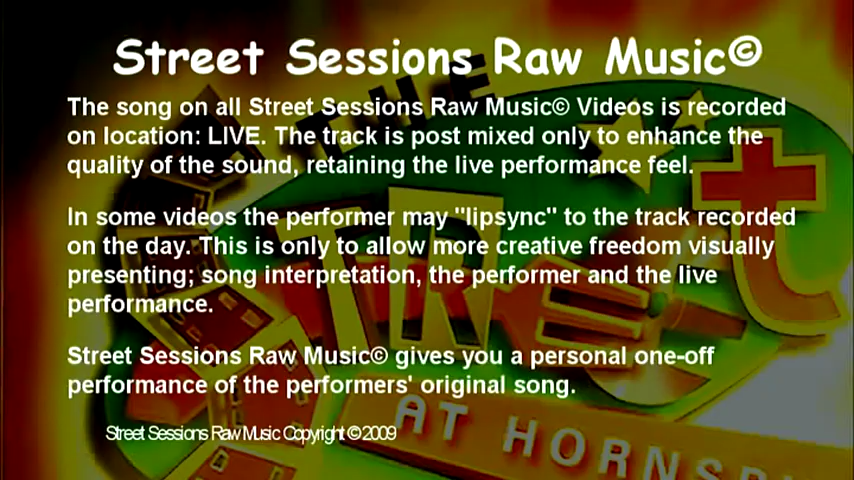 Street Sessions Raw Music©
The song on all Street Sessions Raw Music© Videos is recorded
on location: LIVE. The track is post mixed only to enhance the
quality of the sound, retaining the live performance feel.
In some videos the performer may "lipsync" to the track recorded
on the day. This is only to allow more creative freedom visually
presenting; song interpretation, the performer and the live
performance.
Street Sessions Raw Music© gives you a personal one-off
performance of the performers' original song.
Street Sessions Raw Music Copyright © 2009
THE
AT HORNSB